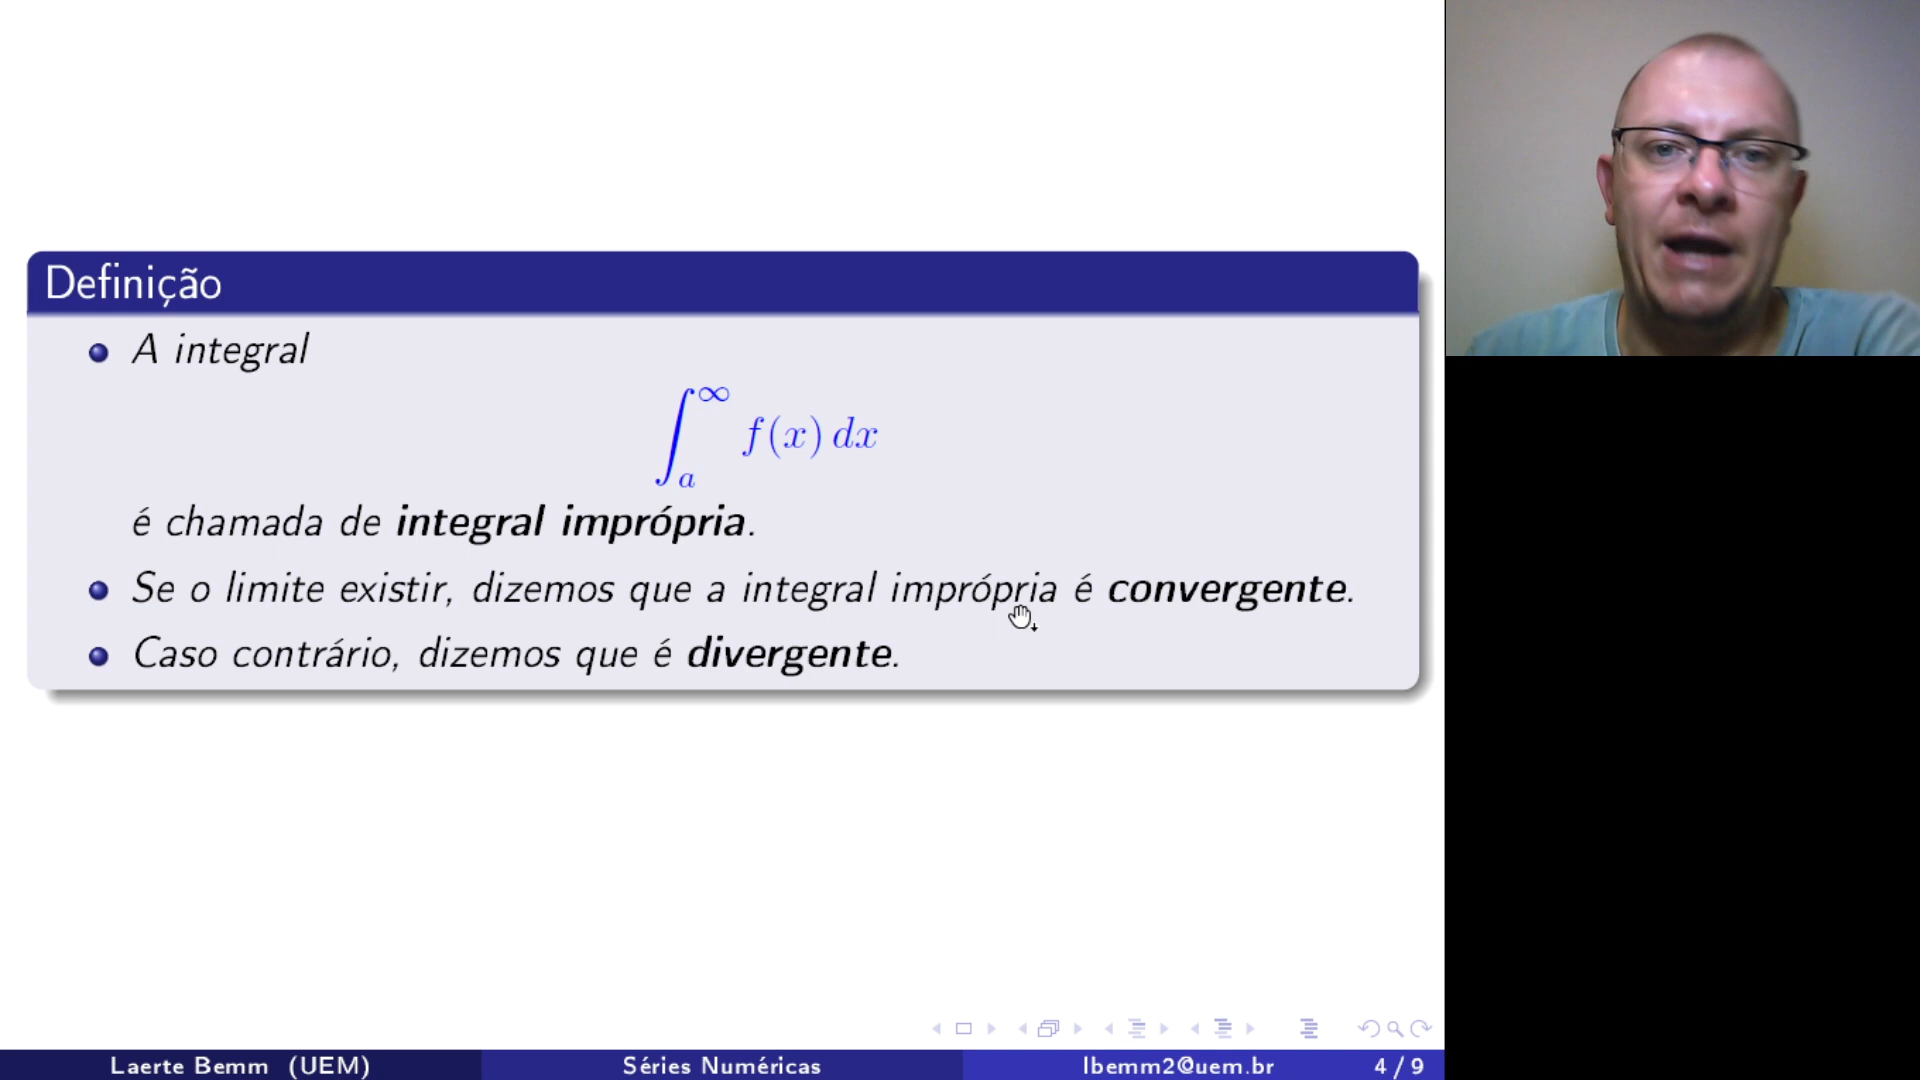 Definição
A integral
∫_a^∞ f(x) dx
é chamada de integral imprópria.
Se o limite existir, dizemos que a integral imprópria é convergente.
Caso contrário, dizemos que é divergente.
Laerte Bemm (UEM)
Séries Numéricas
lbemm2@uem.br
4 / 9